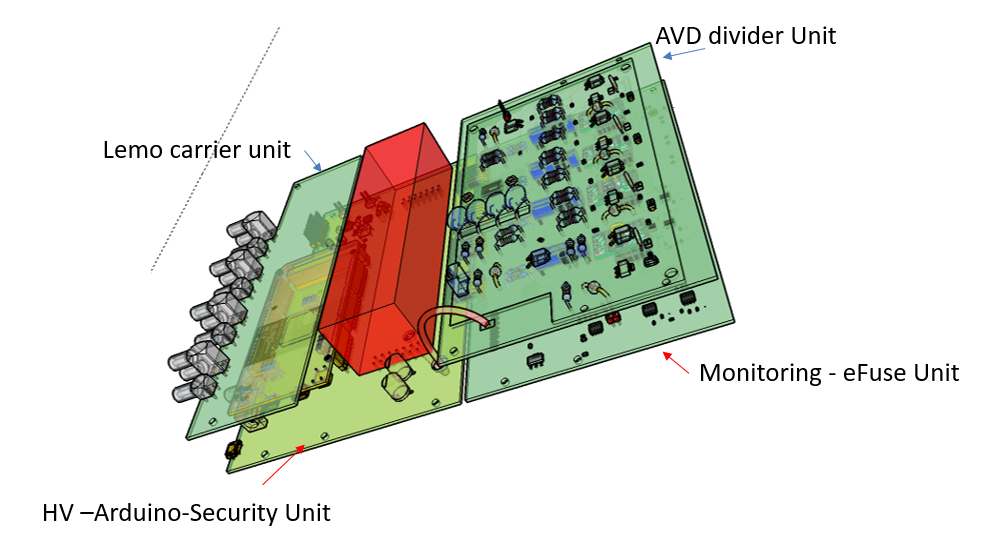 AVD divider Unit
Lemo carrier unit
Monitoring - eFuse Unit
HV –Arduino-Security Unit